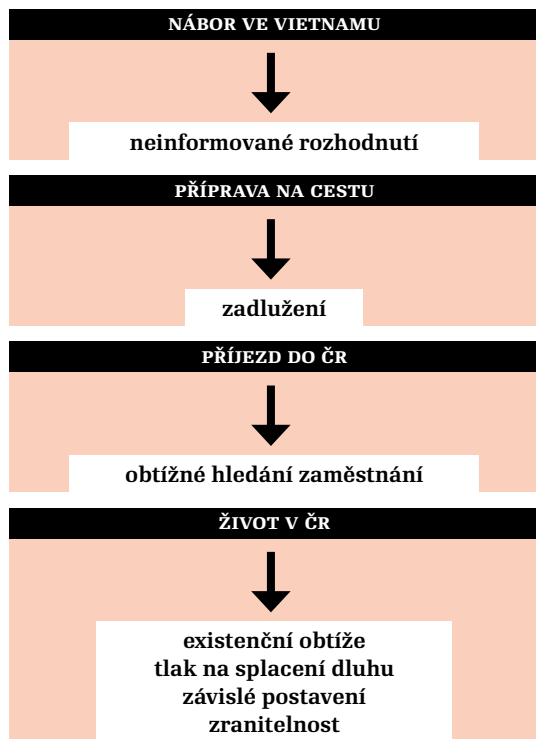 NÁBOR VE VIETNAMU
neinformované rozhodnutí
PŘÍPRAVA NA CESTU
zadlužení
PŘÍJEZD DO ČR
obtížné hledání zaměstnání
ŽIVOT V ČR
existenční obtíže
tlak na splacení dluhu
závislé postavení
zranitelnost